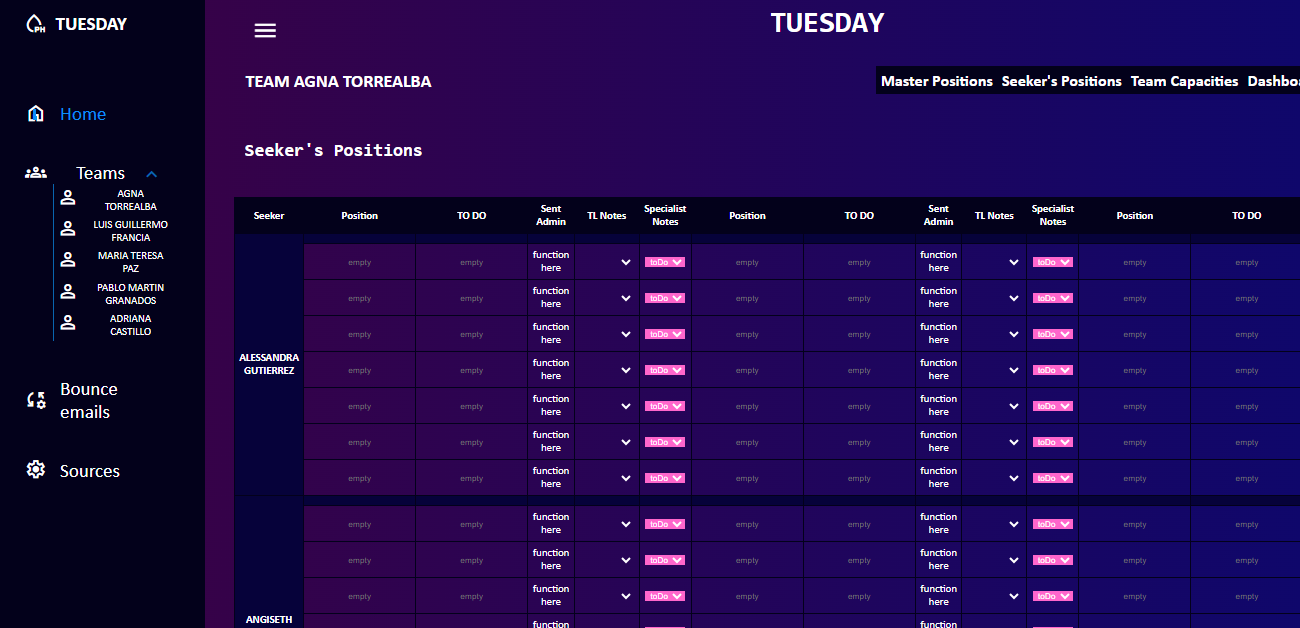 PH TUESDAY
TUESDAY
TEAM AGNA TORREALBA
Master Positions Seeker's Positions Team Capacities Dashboa
Home
Teams
AGNA
TORREALBA
LUIS GUILLERMO
FRANCIA
MARIA TERESA
PAZ
PABLO MARTIN
GRANADOS
ADRIANA
CASTILLO
Bounce
emails
Sources
Seeker's Positions
Seeker Position TO DO Sent Admin TL Notes Specialist Notes Position TO DO Sent Admin TL Notes Specialist Notes Position TO DO
empty empty function here toDo empty empty function here toDo empty empty
empty empty function here toDo empty empty function here toDo empty empty
empty empty function here toDo empty empty function here toDo empty empty
ALESSANDRA GUTIERREZ empty empty function here toDo empty empty function here toDo empty empty
empty empty function here toDo empty empty function here toDo empty empty
empty empty function here toDo empty empty function here toDo empty empty
empty empty function here toDo empty empty function here toDo empty empty
empty empty function here toDo empty empty function here toDo empty empty
empty empty function here toDo empty empty function here toDo empty empty
empty empty function here toDo empty empty function here toDo empty empty
ANGISETH function function